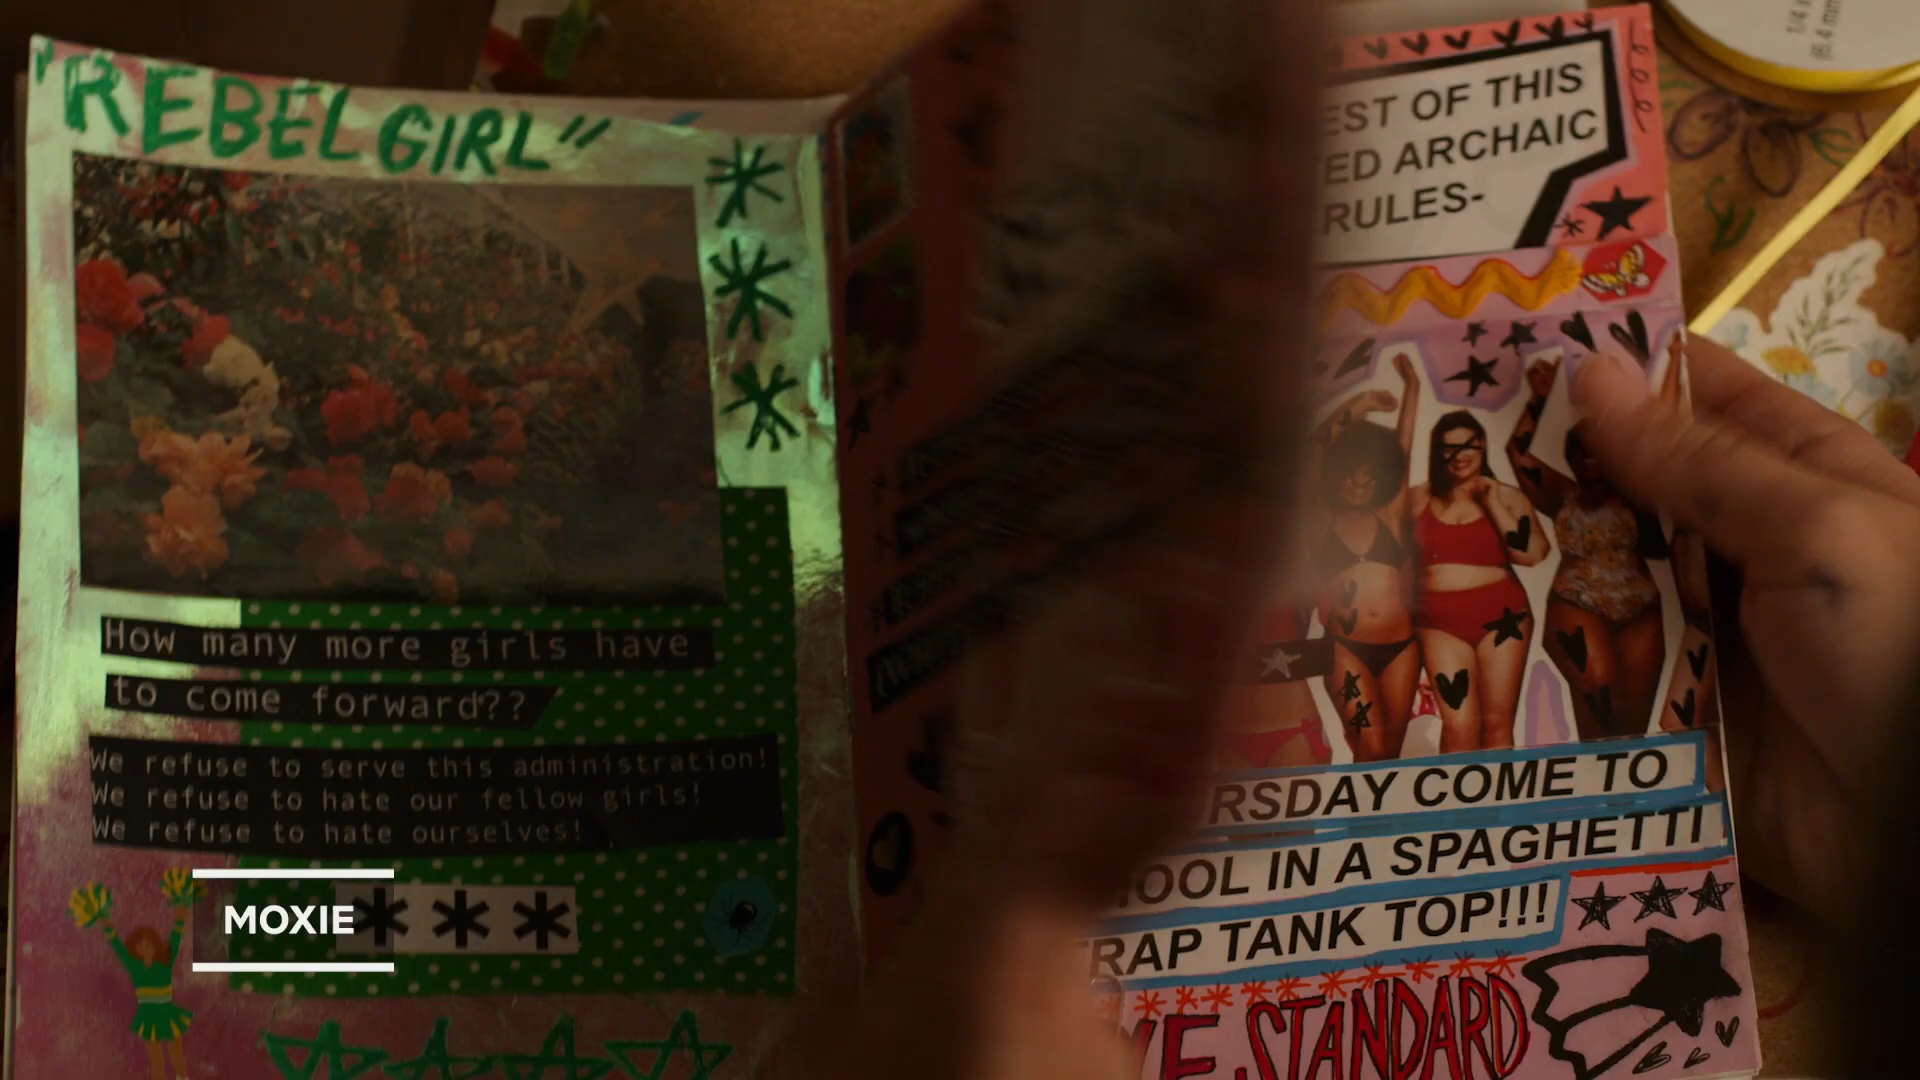 "REBEL GIRL"
How many more girls have
to come forward??
We refuse to serve this administration!
We refuse to hate our fellow girls!
We refuse to hate ourselves!
***
MOXIE
EST OF THIS
ED ARCHAIC
RULES-
RSDAY COME TO
OOL IN A SPAGHETTI
RAP TANK TOP!!!
STANDARD
1/4